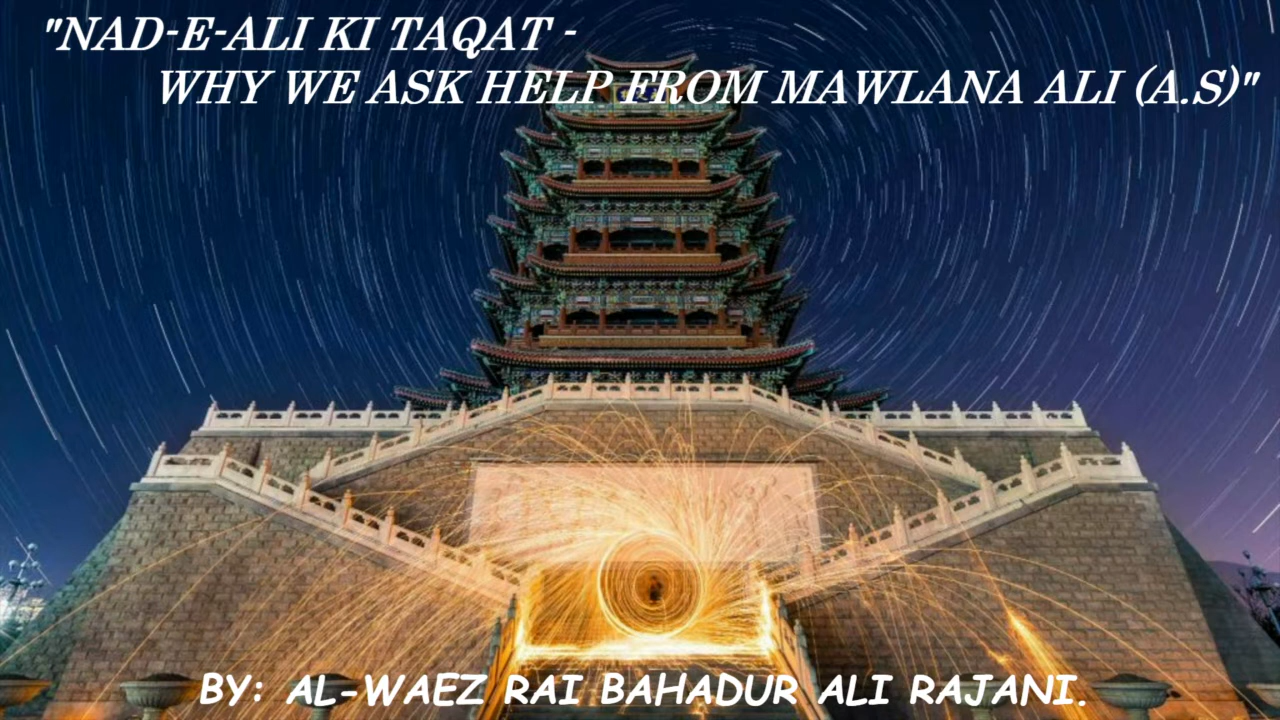 "NAD-E-ALI KI TAQAT -
WHY WE ASK HELP FROM MAWLANA ALI (A.S)"
BY: AL-WAEZ RAI BAHADUR ALI RAJANI.